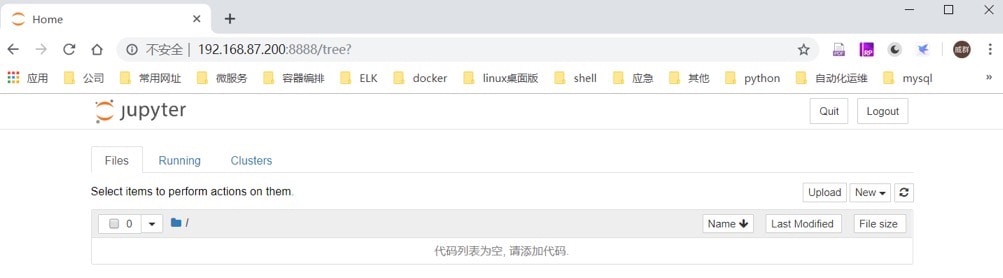 Home
不安全 | 192.168.87.200:8888/tree?
PDF
RP
威群
应用 公司 常用网址 微服务 容器编排 ELK docker linux桌面版 shell 应急 其他 python 自动化运维 mysql »
jupyter
Quit Logout
Files Running Clusters
Select items to perform actions on them.
Upload New
0 / Name Last Modified File size
代码列表为空, 请添加代码.